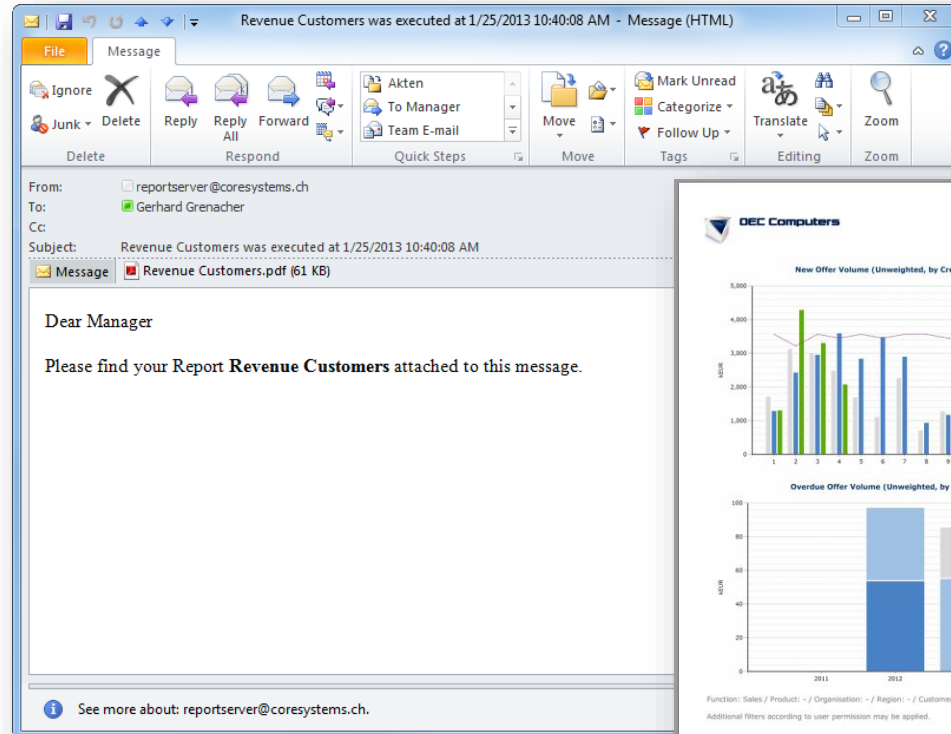 Revenue Customers was executed at 1/25/2013 10:40:08 AM - Message (HTML)
File Message
Ignore
Junk
Delete
Reply
Reply All
Forward
Akten
To Manager
Team E-mail
Move
Mark Unread
Categorize
Follow Up
Translate
Zoom
Delete Respond Quick Steps Move Tags Editing Zoom
From: reportserver@coresystems.ch
To: Gerhard Grenacher
Cc:
Subject: Revenue Customers was executed at 1/25/2013 10:40:08 AM
Message Revenue Customers.pdf (61 KB)
Dear Manager
Please find your Report Revenue Customers attached to this message.
See more about: reportserver@coresystems.ch.
OEC Computers
New Offer Volume (Unweighted, by Cre
5,000
4,000
3,000
2,000
1,000
0
kEUR
1 2 3 4 5 6 7 8 9
Overdue Offer Volume (Unweighted, by
100
80
60
40
20
0
kEUR
2011 2012
Function: Sales / Product: - / Organisation: - / Region: - / Custome
Additional filters according to user permission may be applied.